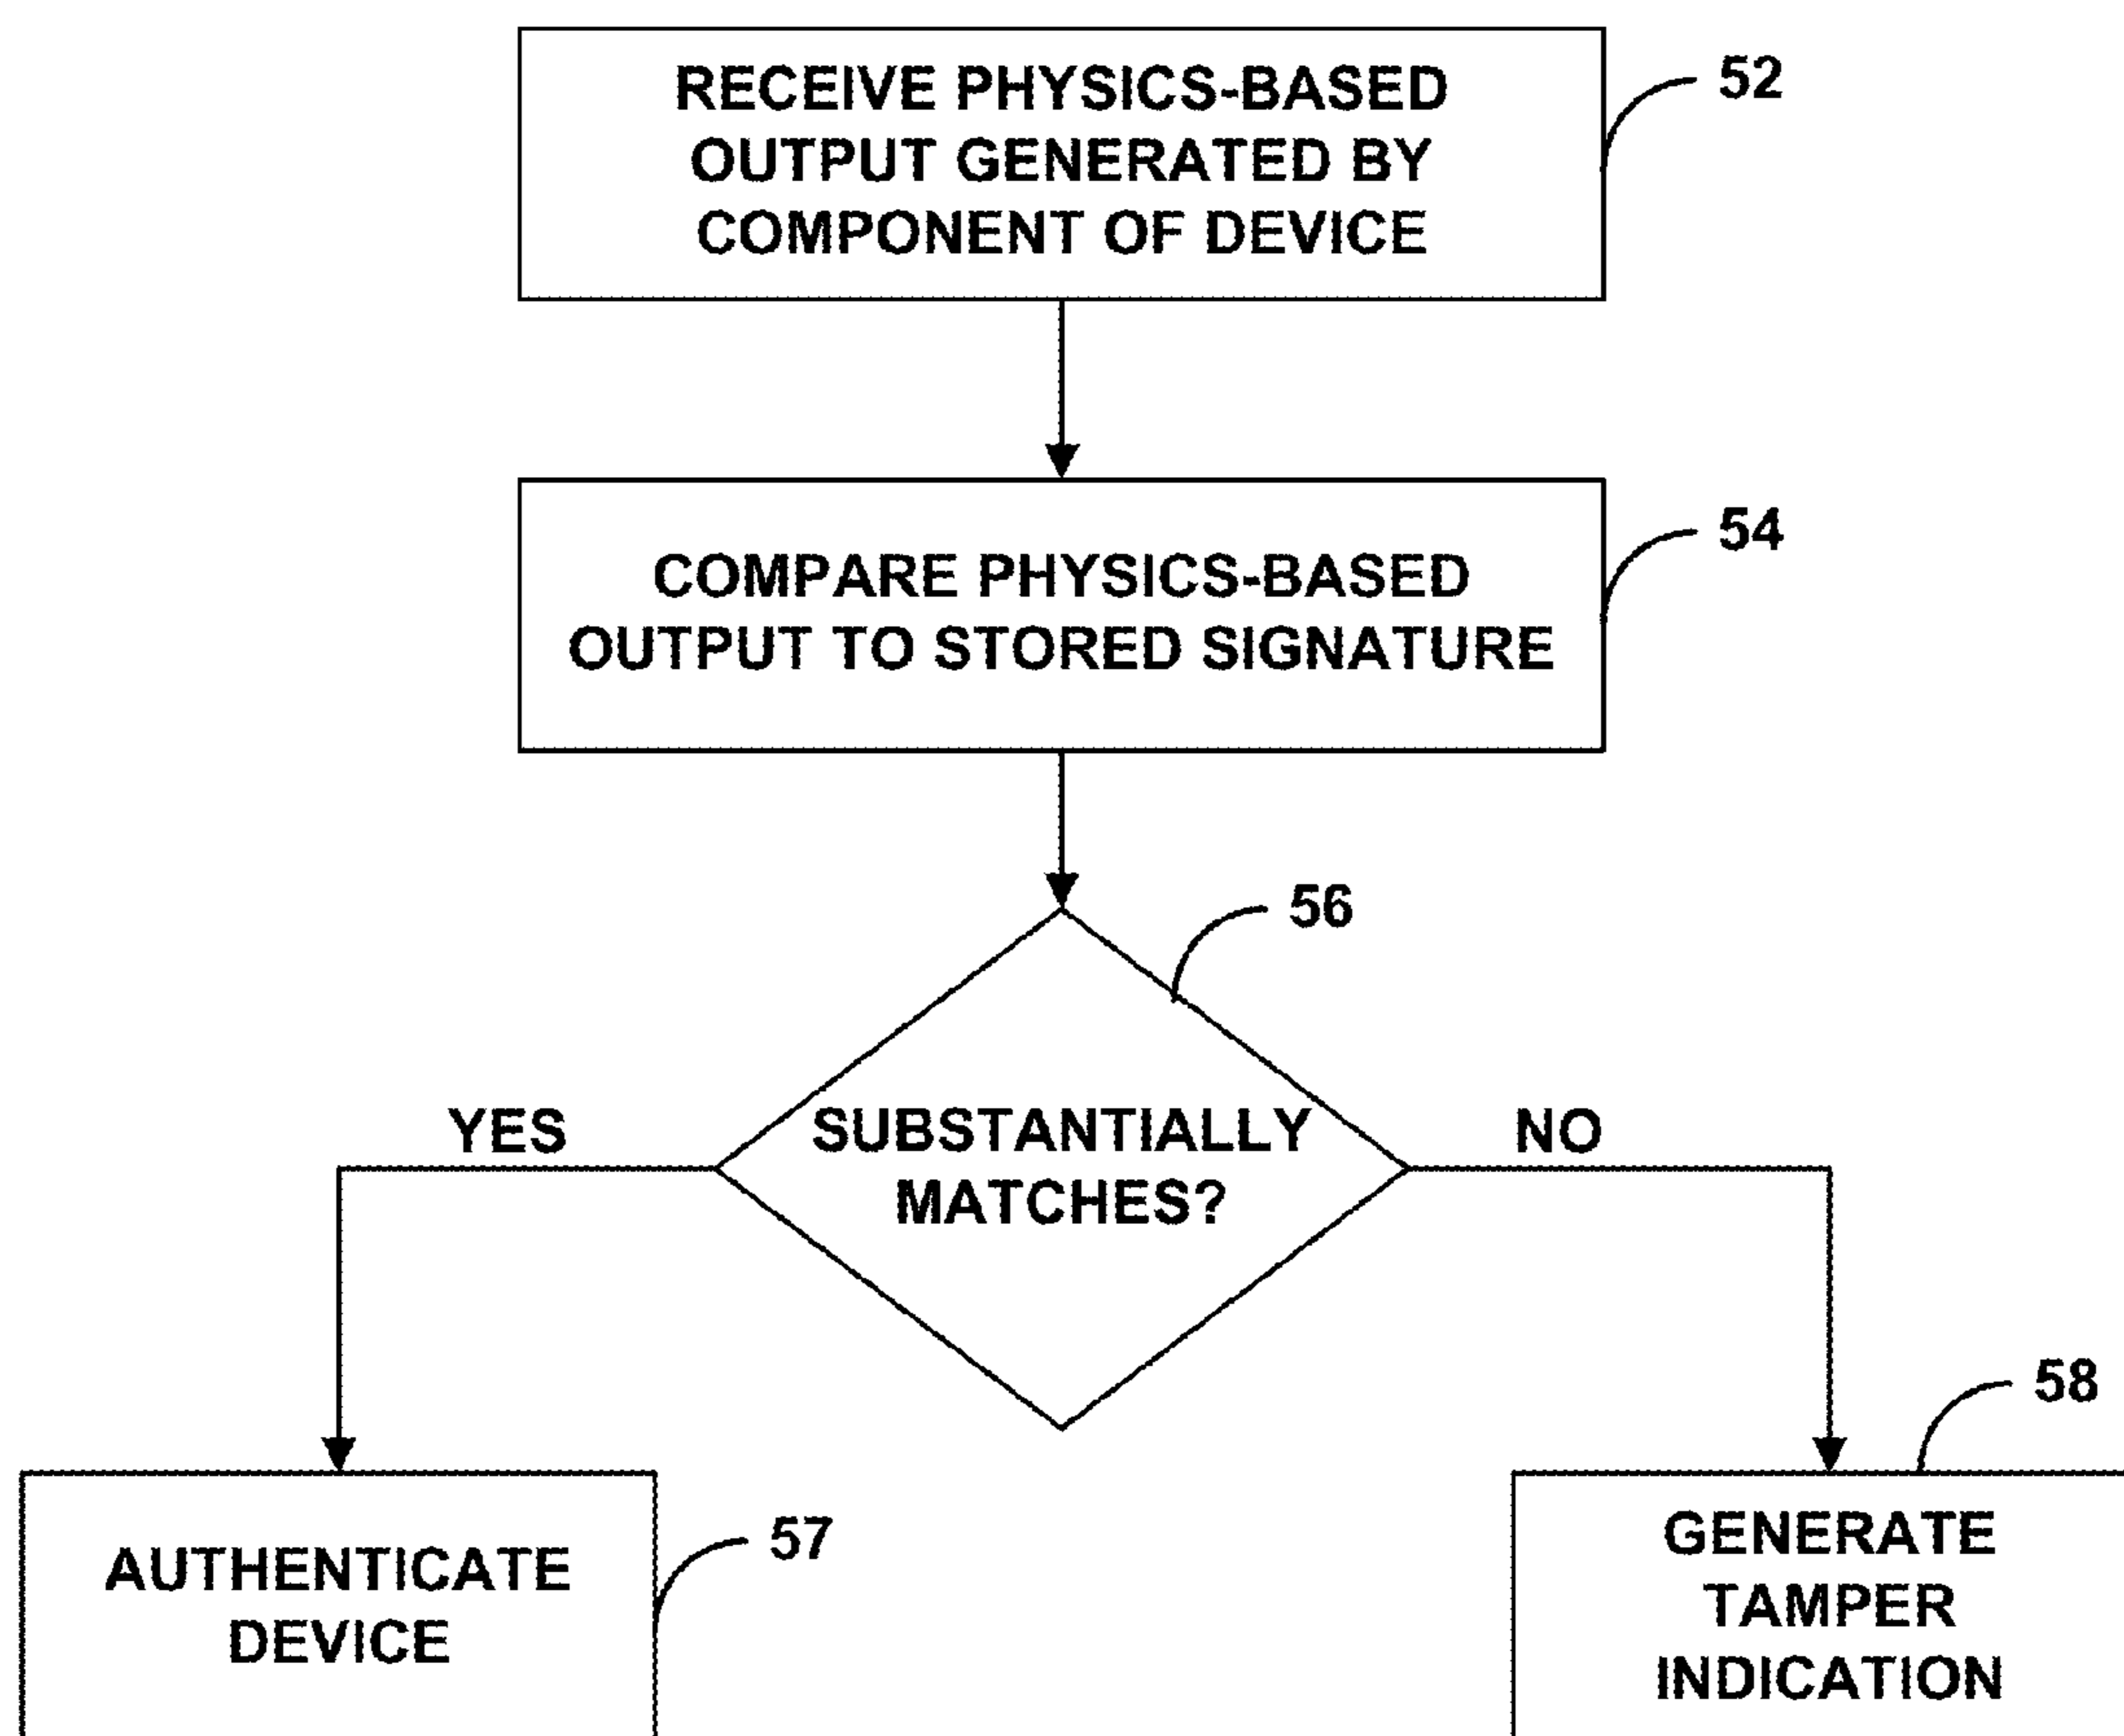 RECEIVE PHYSICS-BASED
OUTPUT GENERATED BY
COMPONENT OF DEVICE
52
COMPARE PHYSICS-BASED
OUTPUT TO STORED SIGNATURE
54
56
SUBSTANTIALLY
MATCHES?
YES
NO
AUTHENTICATE
DEVICE
57
58
GENERATE
TAMPER
INDICATION